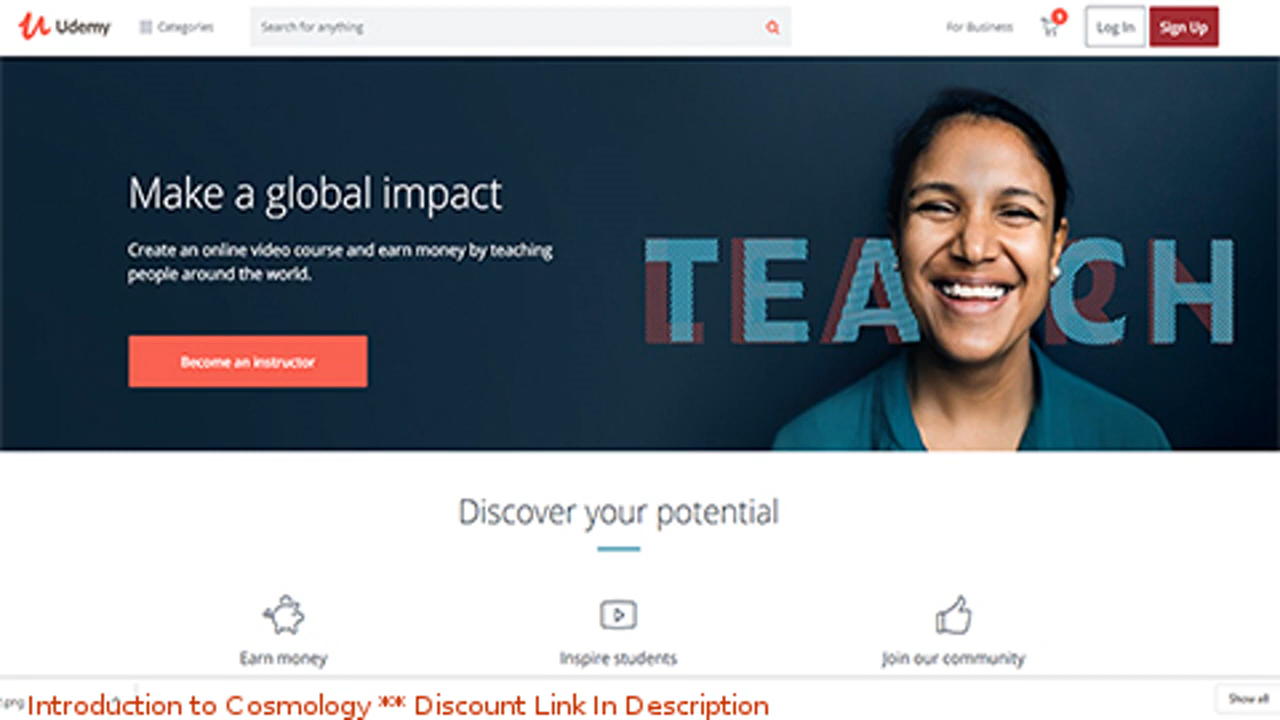 Udemy Categories Search for anything For Business Log In Sign Up
Make a global impact
Create an online video course and earn money by teaching
people around the world.
TEACH
Become an instructor
Discover your potential
Earn money Inspire students Join our community
Introduction to Cosmology ** Discount Link In Description
Show all